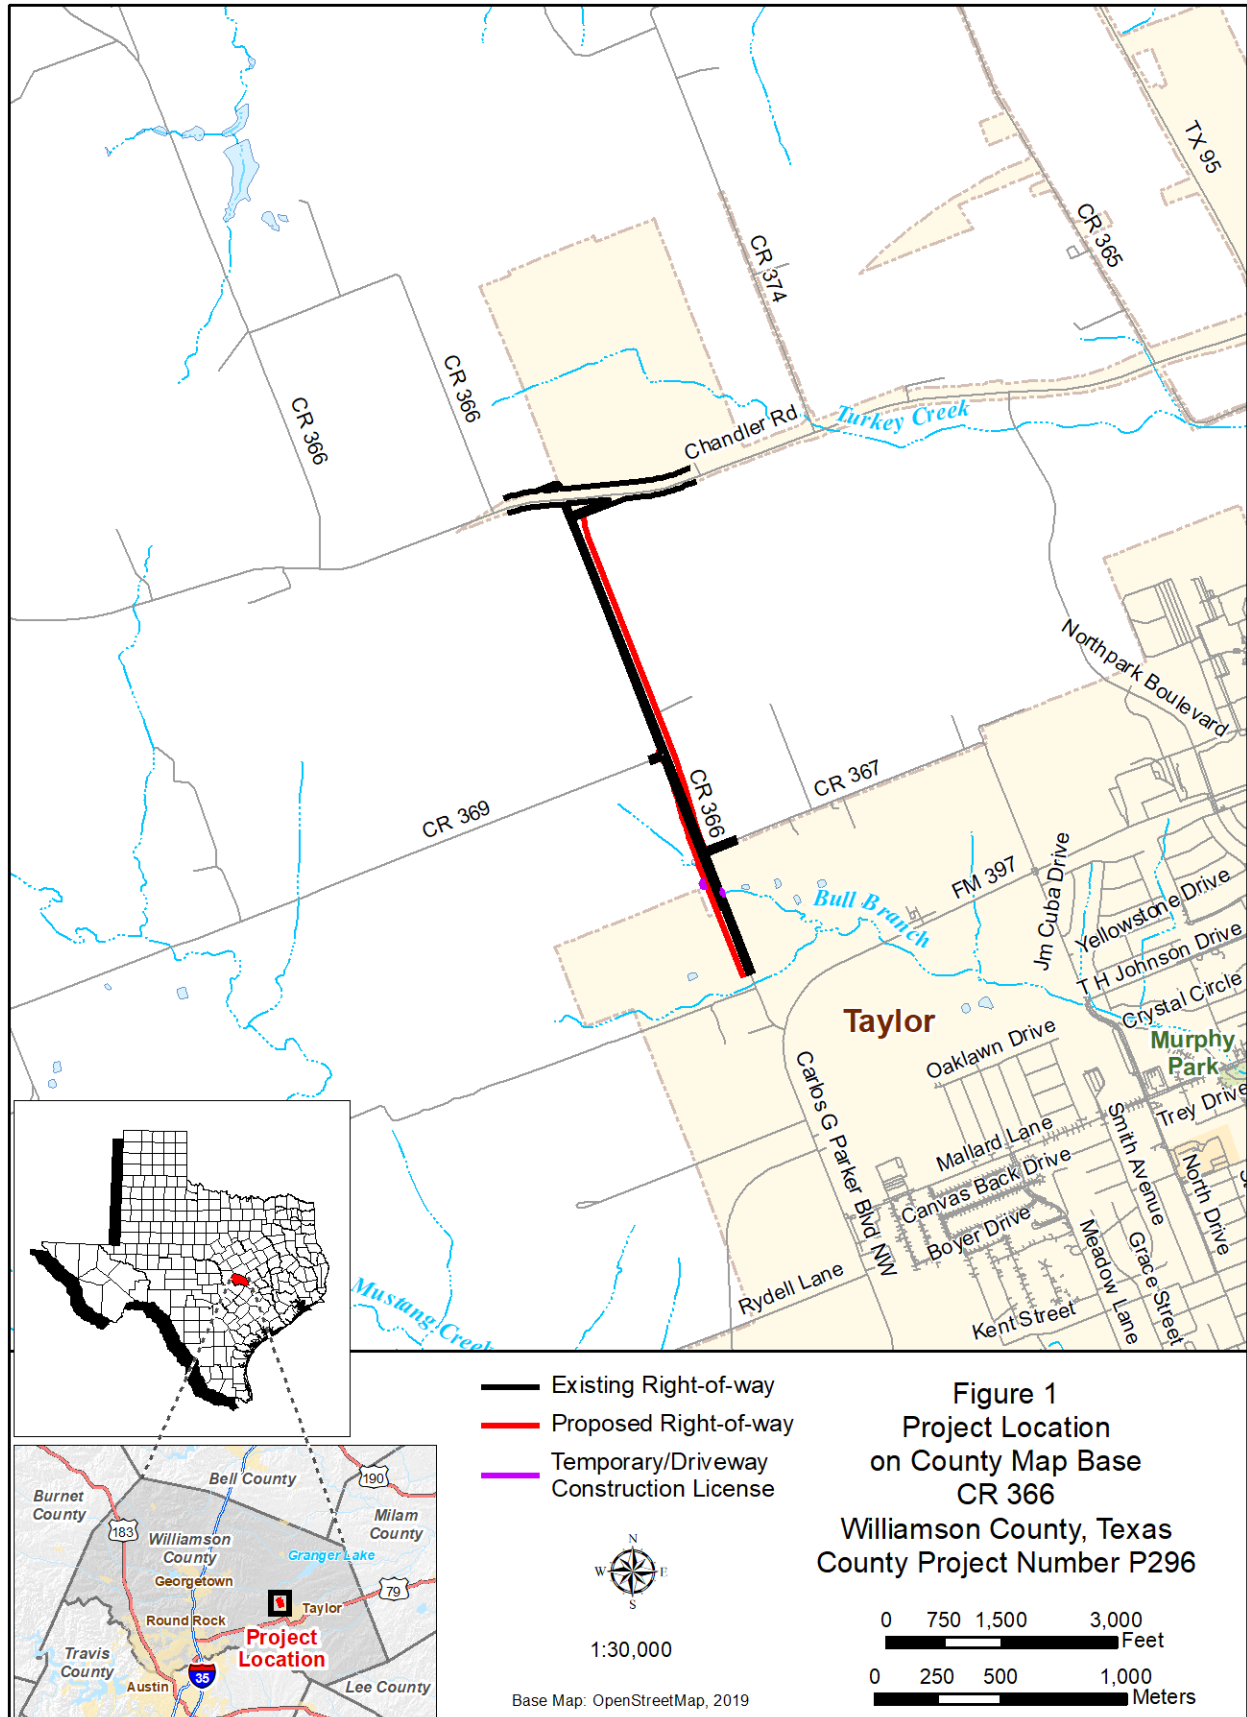 TX 95
CR 365
CR 374
CR 366
CR 366
Turkey Creek
Chandler Rd
Northpark Boulevard
CR 366
CR 367
CR 369
FM 397
Jm Cuba Drive
Yellowstone Drive
Bull Branch
T H Johnson Drive
Crystal Circle
Taylor
Murphy
Park
Oaklawn Drive
Trey Drive
Carlos G Parker Blvd NW
Mallard Lane
Smith Avenue
Canvas Back Drive
North Drive
Boyer Drive
Grace Street
Meadow Lane
Rydell Lane
Kent Street
Mustang Creek
Existing Right-of-way
Proposed Right-of-way
Temporary/Driveway
Construction License
Figure 1
Project Location
on County Map Base
CR 366
Williamson County, Texas
County Project Number P296
N
W E
S
1:30,000
0 750 1,500 3,000
Feet
0 250 500 1,000
Meters
Base Map: OpenStreetMap, 2019
Bell County
190
Burnet
County
Milam
County
183
Williamson
County
Granger Lake
Georgetown
79
Taylor
Round Rock
Project
Location
Travis
County
35
Austin
Lee County